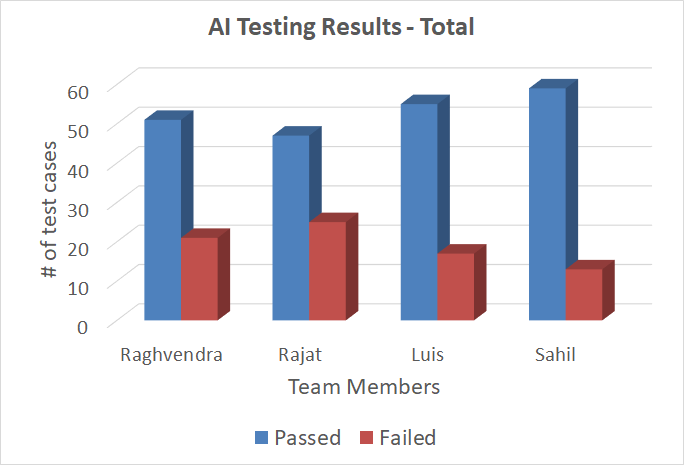 AI Testing Results - Total
60
50
40
30
20
10
0
# of test cases
Raghvendra Rajat Luis Sahil
Team Members
Passed Failed